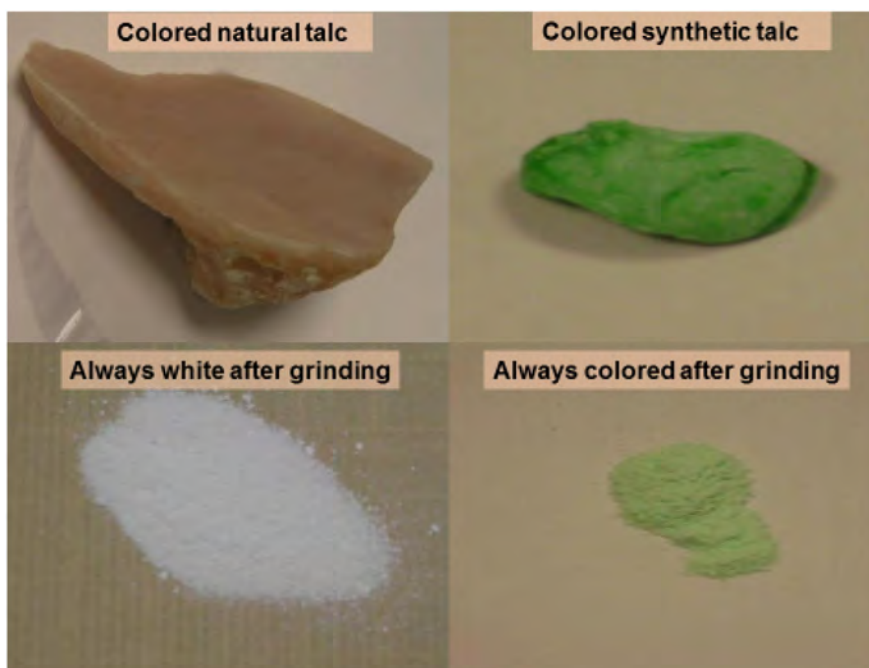 Colored natural talc
Colored synthetic talc
Always white after grinding
Always colored after grinding